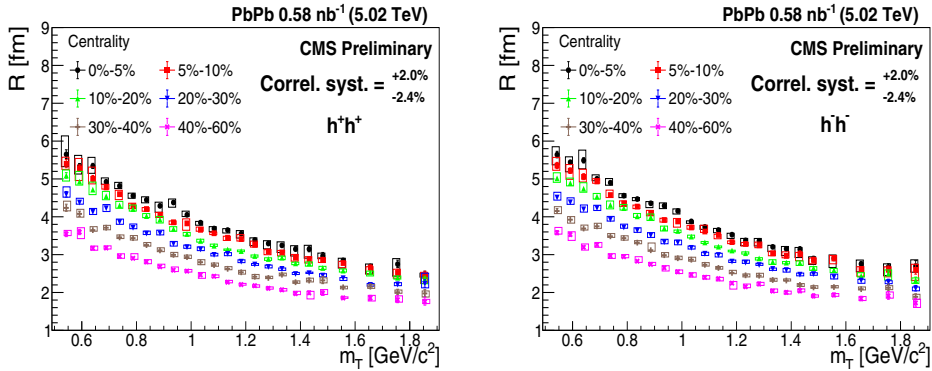 PbPb 0.58 nb⁻¹ (5.02 TeV)
R [fm]
9
8
7
6
5
4
3
2
1
Centrality
CMS Preliminary
0%-5%
5%-10%
10%-20%
20%-30%
30%-40%
40%-60%
Correl. syst. = +2.0% -2.4%
h⁺h⁺
0.6 0.8 1 1.2 1.4 1.6 1.8
m_T [GeV/c²]
PbPb 0.58 nb⁻¹ (5.02 TeV)
R [fm]
9
8
7
6
5
4
3
2
1
Centrality
CMS Preliminary
0%-5%
5%-10%
10%-20%
20%-30%
30%-40%
40%-60%
Correl. syst. = +2.0% -2.4%
h⁻h⁻
0.6 0.8 1 1.2 1.4 1.6 1.8
m_T [GeV/c²]